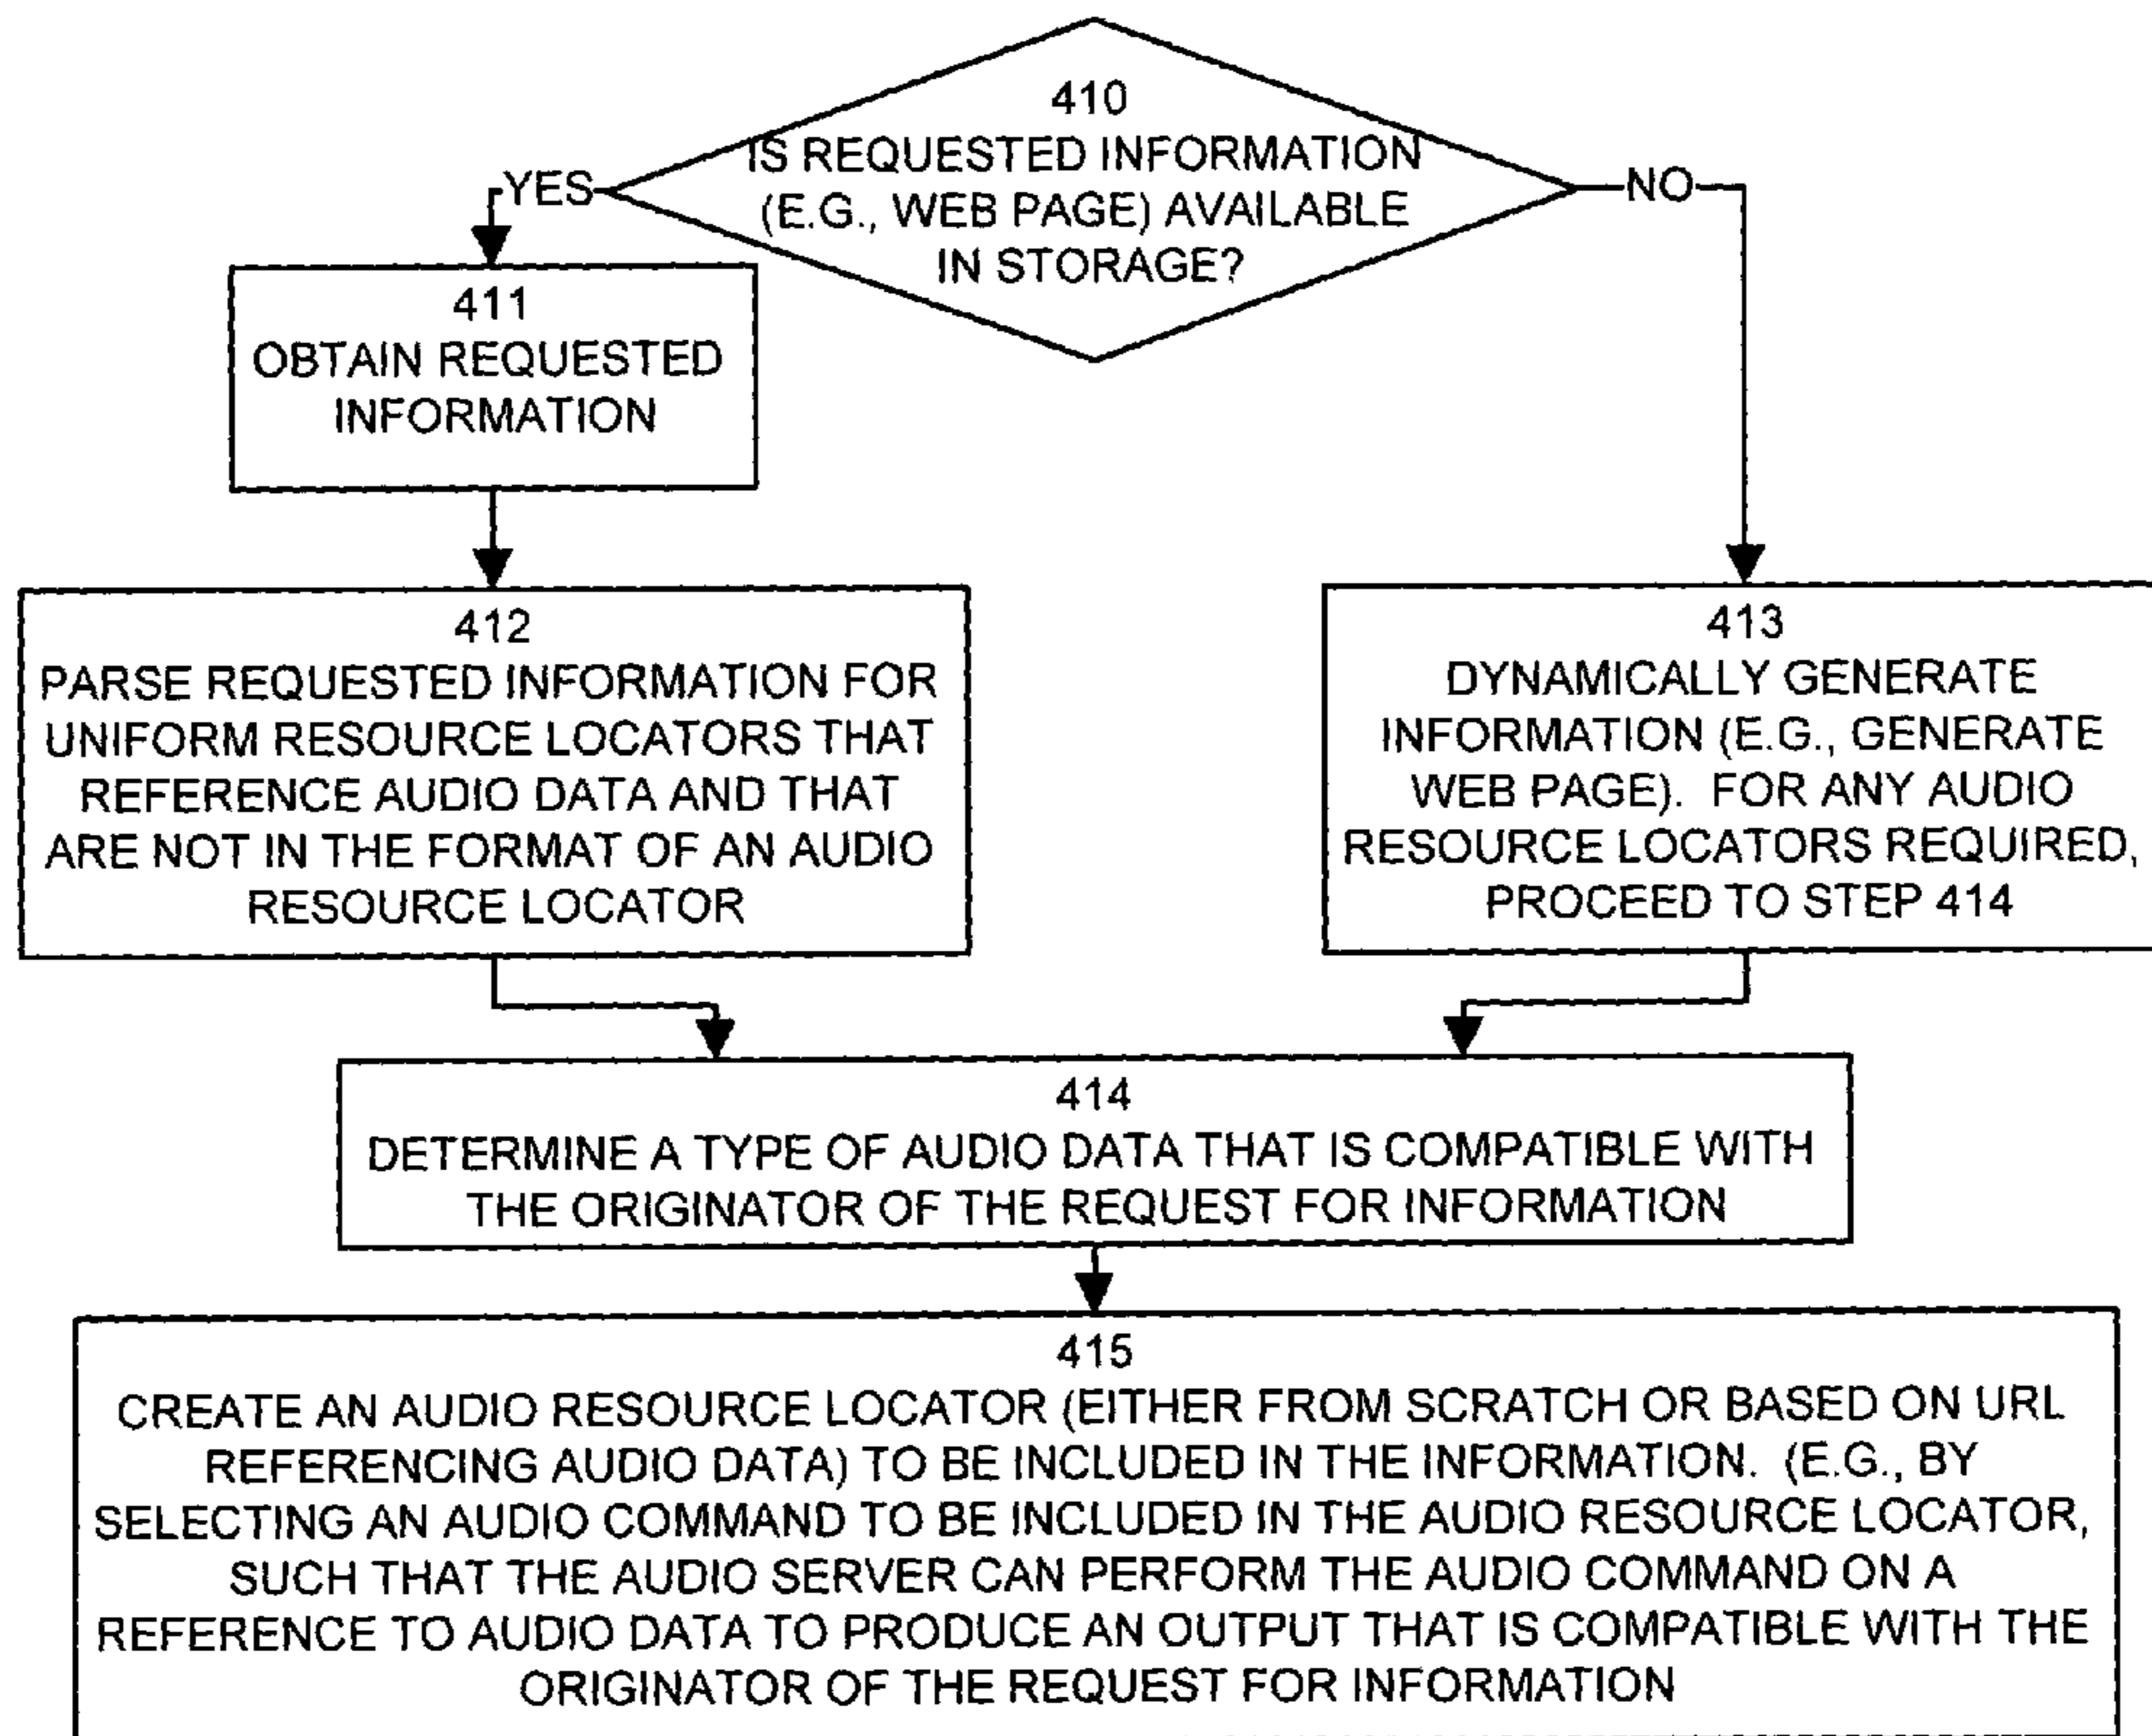 410
IS REQUESTED INFORMATION
(E.G., WEB PAGE) AVAILABLE
IN STORAGE?
YES
NO
411
OBTAIN REQUESTED
INFORMATION
412
PARSE REQUESTED INFORMATION FOR
UNIFORM RESOURCE LOCATORS THAT
REFERENCE AUDIO DATA AND THAT
ARE NOT IN THE FORMAT OF AN AUDIO
RESOURCE LOCATOR
413
DYNAMICALLY GENERATE
INFORMATION (E.G., GENERATE
WEB PAGE). FOR ANY AUDIO
RESOURCE LOCATORS REQUIRED,
PROCEED TO STEP 414
414
DETERMINE A TYPE OF AUDIO DATA THAT IS COMPATIBLE WITH
THE ORIGINATOR OF THE REQUEST FOR INFORMATION
415
CREATE AN AUDIO RESOURCE LOCATOR (EITHER FROM SCRATCH OR BASED ON URL
REFERENCING AUDIO DATA) TO BE INCLUDED IN THE INFORMATION. (E.G., BY
SELECTING AN AUDIO COMMAND TO BE INCLUDED IN THE AUDIO RESOURCE LOCATOR,
SUCH THAT THE AUDIO SERVER CAN PERFORM THE AUDIO COMMAND ON A
REFERENCE TO AUDIO DATA TO PRODUCE AN OUTPUT THAT IS COMPATIBLE WITH THE
ORIGINATOR OF THE REQUEST FOR INFORMATION